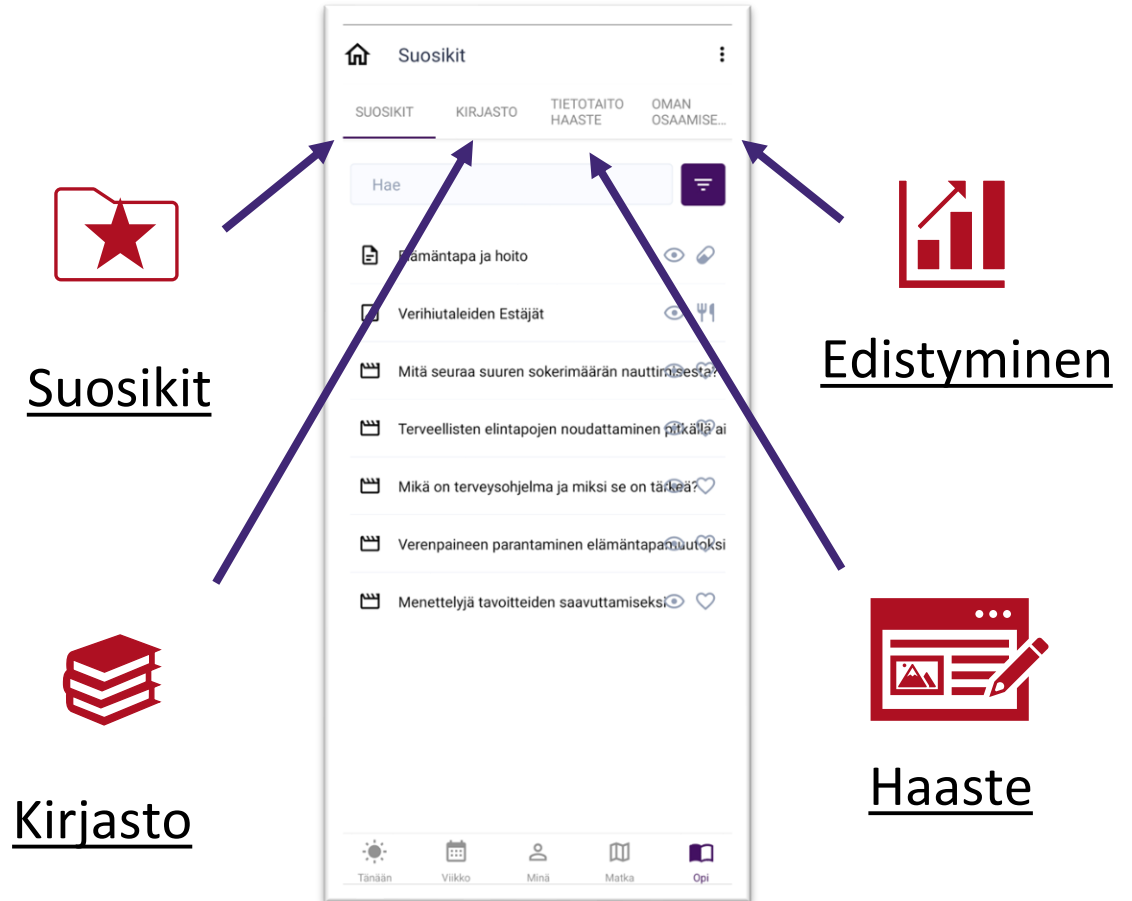 Suosikit
SUOSIKIT
KIRJASTO
TIETOTAITO
HAASTE
OMAN
OSAAMISE...
Hae
Elämäntapa ja hoito
Verihiutaleiden Estäjät
Mitä seuraa suuren sokerimäärän nauttimisesta?
Terveellisten elintapojen noudattaminen pitkällä ai
Mikä on terveysohjelma ja miksi se on tärkeä?
Verenpaineen parantaminen elämäntapamuutoksi
Menettelyjä tavoitteiden saavuttamiseksi
Tänään
Viikko
Minä
Matka
Opi
Suosikit
Kirjasto
Edistyminen
Haaste